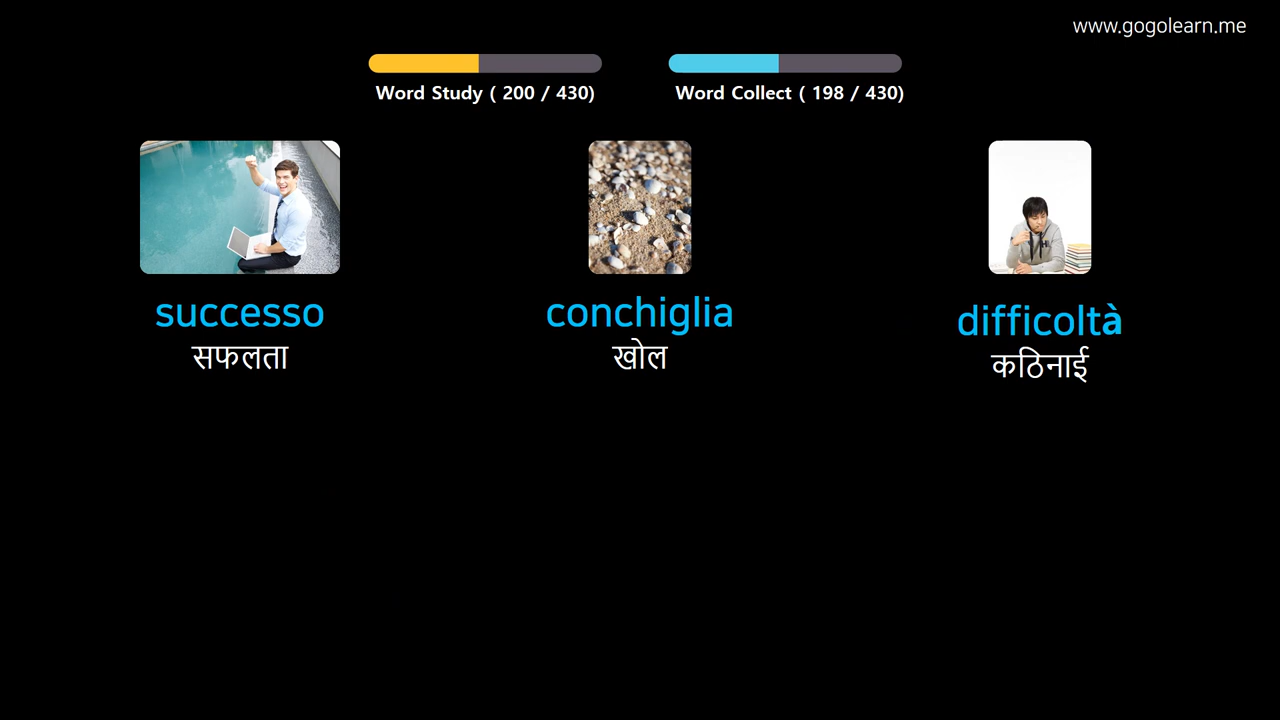 www.gogolearn.me
Word Study ( 200 / 430)
Word Collect ( 198 / 430)
successo
सफलता
conchiglia
खोल
difficoltà
कठिनाई